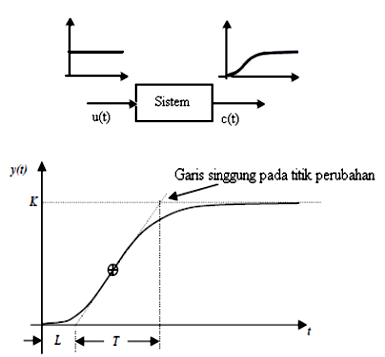 Sistem
u(t)
c(t)
y(t)
Garis singgung pada titik perubahan
K
L
T
t